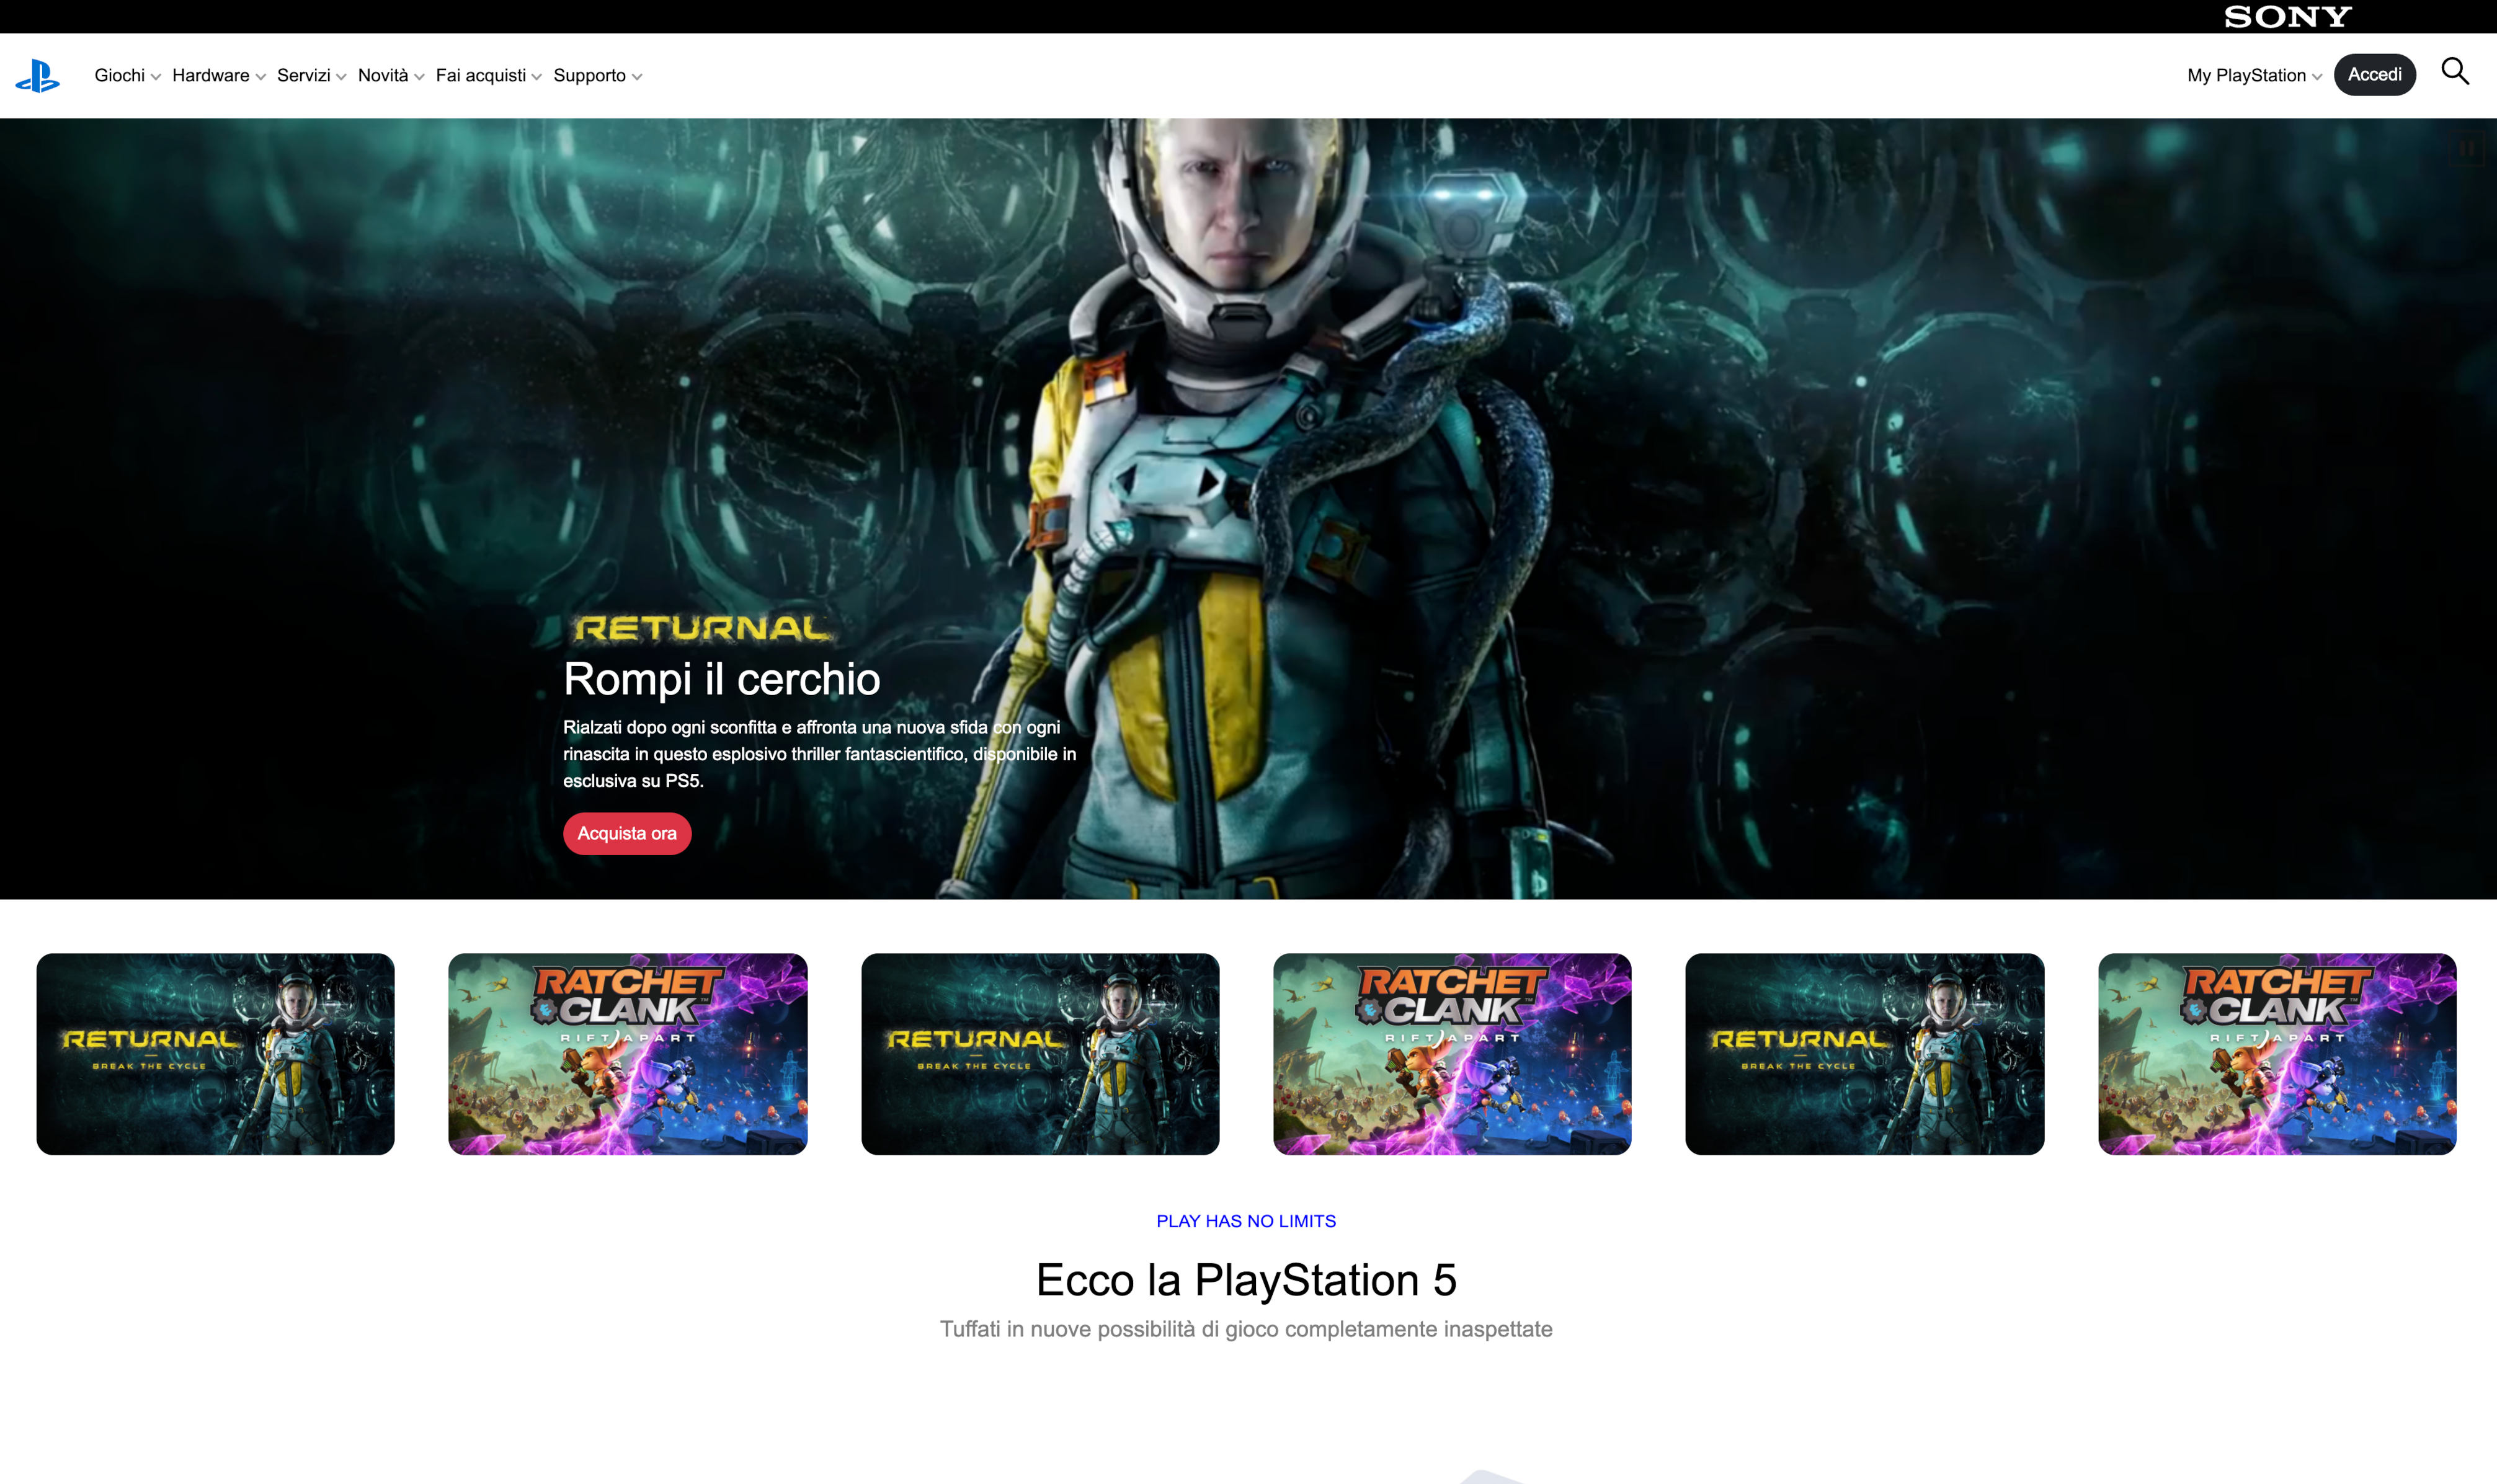 SONY
Giochi Hardware Servizi Novità Fai acquisti Supporto My PlayStation Accedi
RETURNAL
Rompi il cerchio
Rialzati dopo ogni sconfitta e affronta una nuova sfida con ogni
rinascita in questo esplosivo thriller fantascientifico, disponibile in
esclusiva su PS5.
Acquista ora
RETURNAL
BREAK THE CYCLE
RATCHET
CLANK™
RIFT APART
RETURNAL
BREAK THE CYCLE
RATCHET
CLANK™
RIFT APART
RETURNAL
BREAK THE CYCLE
RATCHET
CLANK™
RIFT APART
PLAY HAS NO LIMITS
Ecco la PlayStation 5
Tuffati in nuove possibilità di gioco completamente inaspettate